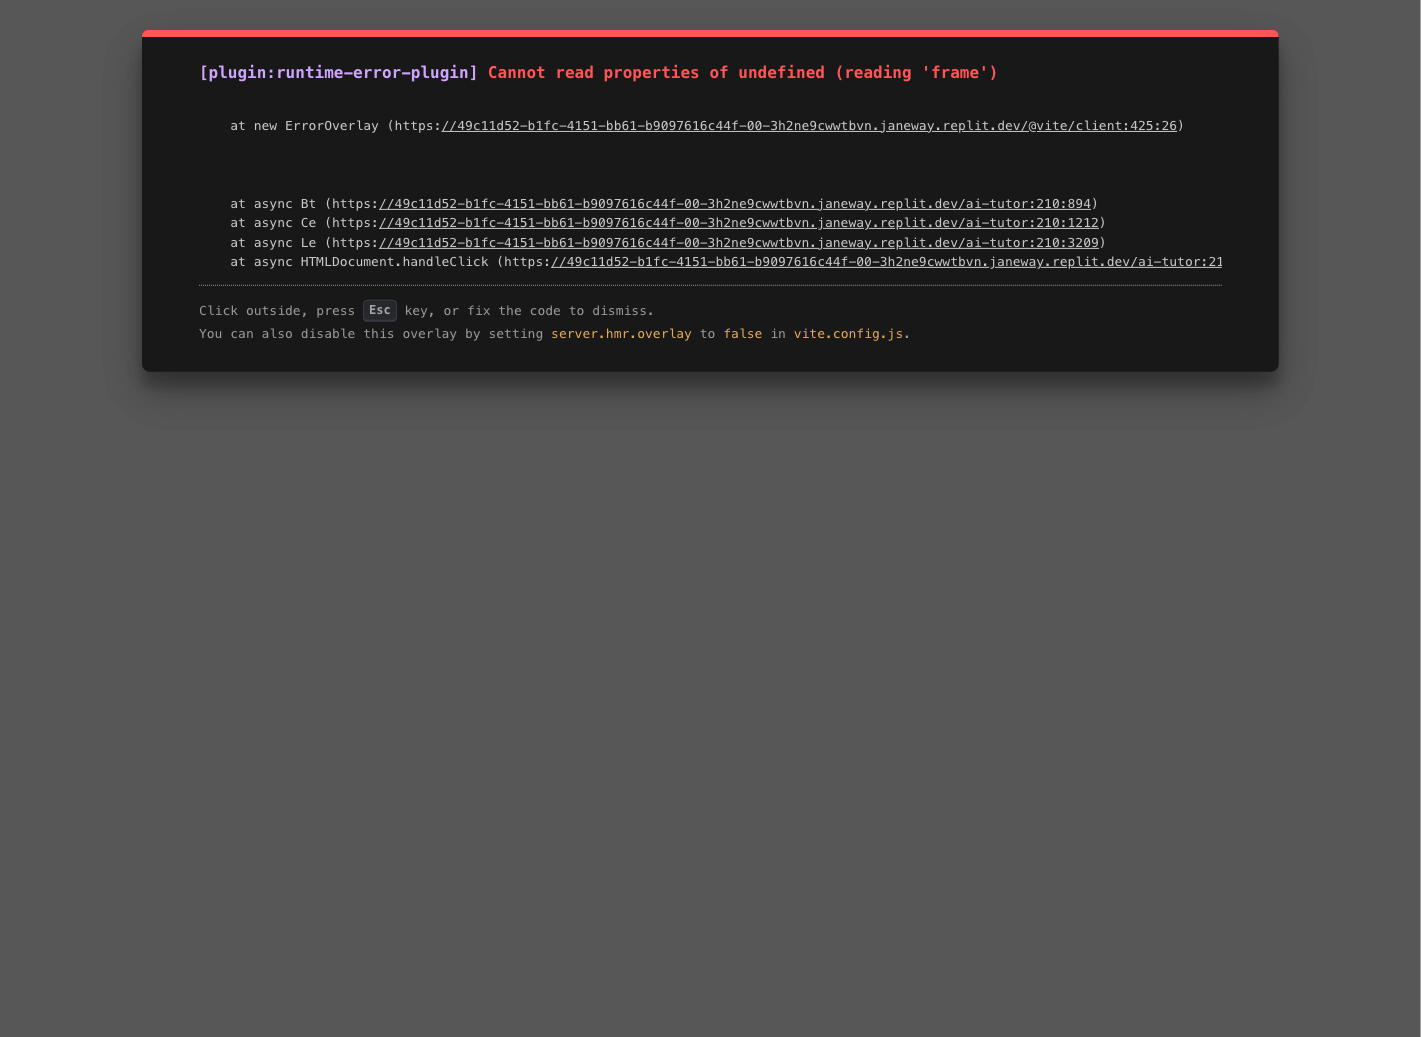 [plugin:runtime-error-plugin] Cannot read properties of undefined (reading 'frame')
at new ErrorOverlay (https://49c11d52-b1fc-4151-bb61-b9097616c44f-00-3h2ne9cwwtbvn.janeway.replit.dev/@vite/client:425:26)
at async Bt (https://49c11d52-b1fc-4151-bb61-b9097616c44f-00-3h2ne9cwwtbvn.janeway.replit.dev/ai-tutor:210:894)
at async Ce (https://49c11d52-b1fc-4151-bb61-b9097616c44f-00-3h2ne9cwwtbvn.janeway.replit.dev/ai-tutor:210:1212)
at async Le (https://49c11d52-b1fc-4151-bb61-b9097616c44f-00-3h2ne9cwwtbvn.janeway.replit.dev/ai-tutor:210:3209)
at async HTMLDocument.handleClick (https://49c11d52-b1fc-4151-bb61-b9097616c44f-00-3h2ne9cwwtbvn.janeway.replit.dev/ai-tutor:21
Click outside, press Esc key, or fix the code to dismiss.
You can also disable this overlay by setting server.hmr.overlay to false in vite.config.js.